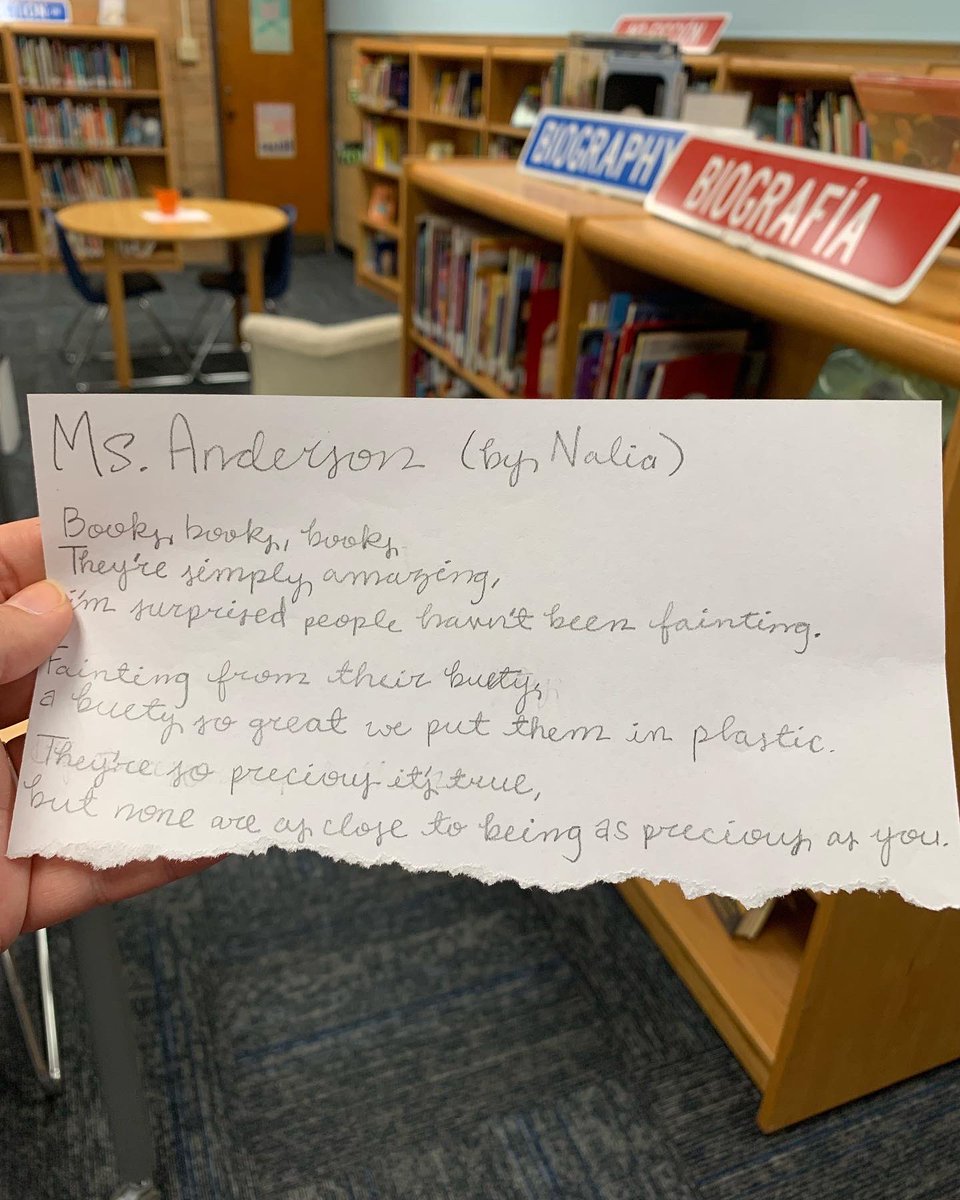 BIOGRAPHY
BIOGRAFÍA
Ms. Anderson (by Nalia)
Books, books, books
They're simply amazing,
i'm surprised people havn't been fainting.
Fainting from their buety,
a buety so great we put them in plastic.
They're so precious it's true,
but none are as close to being as precious as you.